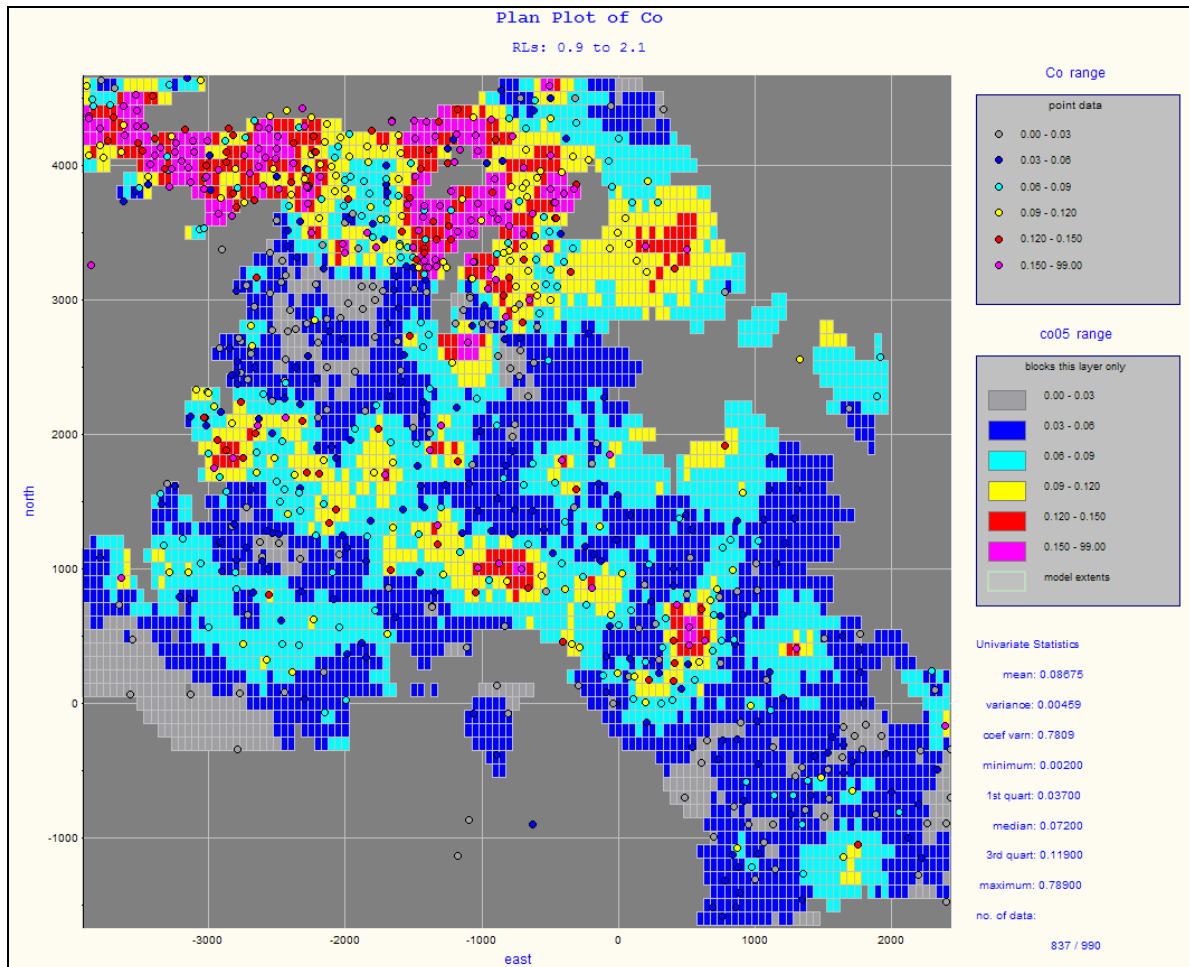 Plan Plot of Co
RLs: 0.9 to 2.1
Co range
point data
0.00 - 0.03
0.03 - 0.06
0.06 - 0.09
0.09 - 0.120
0.120 - 0.150
0.150 - 99.00
co05 range
blocks this layer only
0.00 - 0.03
0.03 - 0.06
0.06 - 0.09
0.09 - 0.120
0.120 - 0.150
0.150 - 99.00
model extents
Univariate Statistics
mean: 0.08675
variance: 0.00459
coef varn: 0.7809
minimum: 0.00200
1st quart: 0.03700
median: 0.07200
3rd quart: 0.11900
maximum: 0.78900
no. of data:
837 / 990
north
4000
3000
2000
1000
0
-1000
-3000 -2000 -1000 0 1000 2000
east